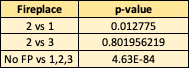 Fireplace p-value
2 vs 1 0.012775
2 vs 3 0.801956219
No FP vs 1,2,3 4.63E-84